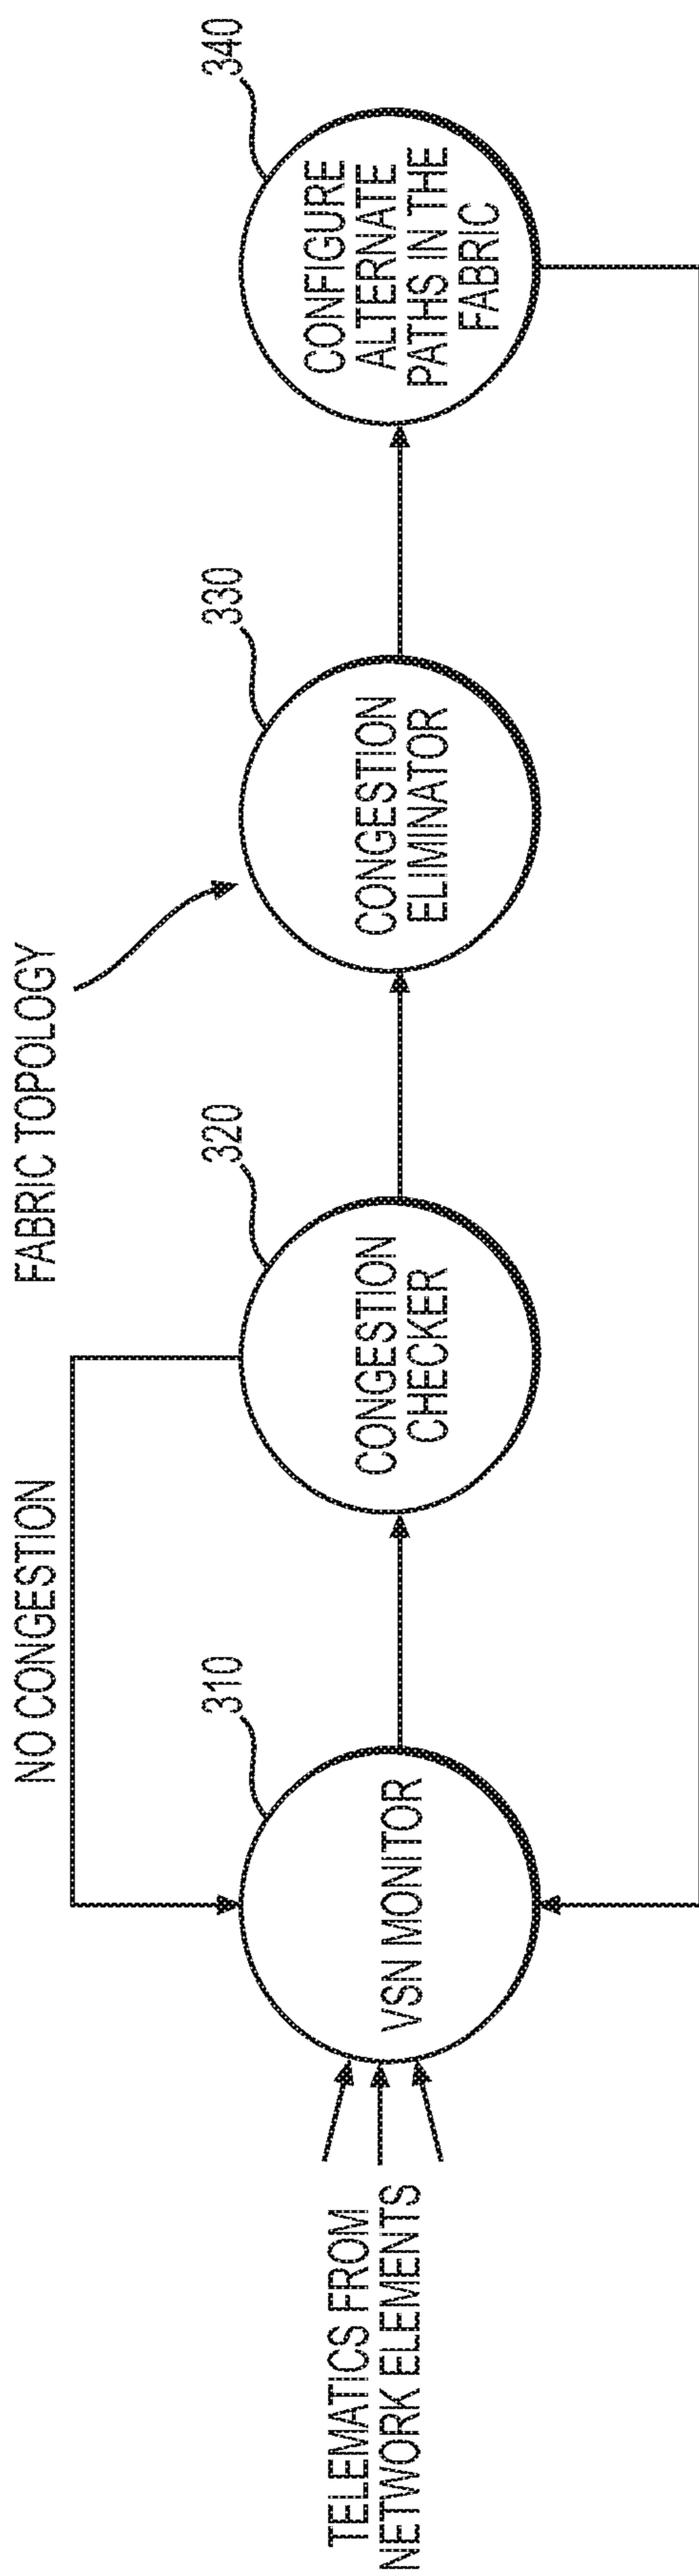 NO CONGESTION
FABRIC TOPOLOGY
310
320
330
340
TELEMATICS FROM
NETWORK ELEMENTS
VSN MONITOR
CONGESTION
CHECKER
CONGESTION
ELIMINATOR
CONFIGURE
ALTERNATE
PATHS IN THE
FABRIC